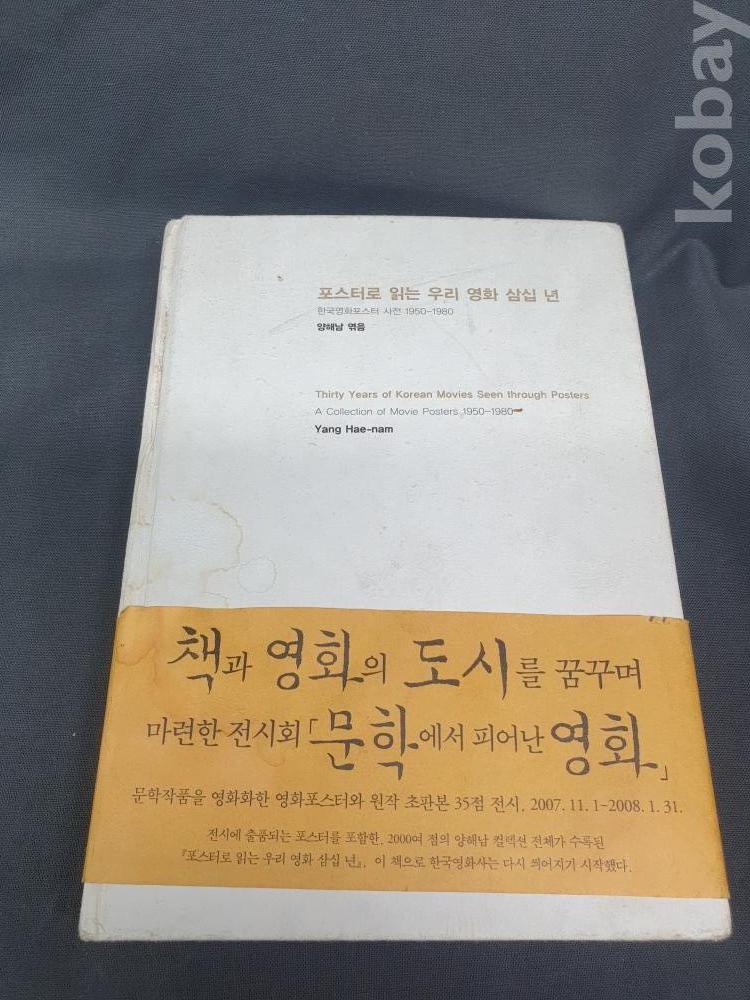 kobay
포스터로 읽는 우리 영화 삼십 년
한국영화포스터 사전 1950-1980
양해남 엮음
Thirty Years of Korean Movies Seen through Posters
A Collection of Movie Posters 1950-1980
Yang Hae-nam
책과 영화의 도시를 꿈꾸며
마련한 전시회 「문학에서 피어난 영화」
문학작품을 영화화한 영화포스터와 원작 초판본 35점 전시. 2007. 11. 1-2008. 1. 31.
전시에 출품되는 포스터를 포함한, 2000여 점의 양해남 컬렉션 전체가 수록된
『포스터로 읽는 우리 영화 삼십 년』. 이 책으로 한국영화사는 다시 씌어지기 시작했다.